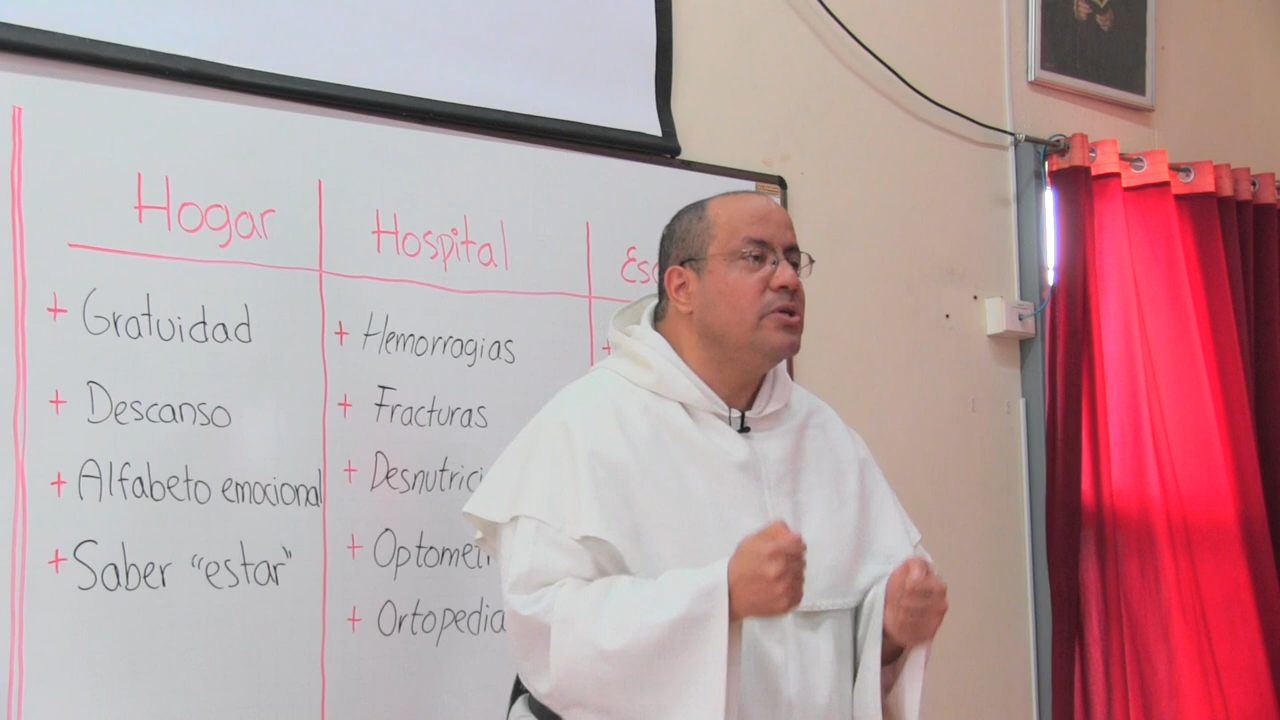 Hogar
+ Gratuidad
+ Descanso
+ Alfabeto emocional
+ Saber “estar”
Hospital
+ Hemorragias
+ Fracturas
+
+
+ Ortopedia
+